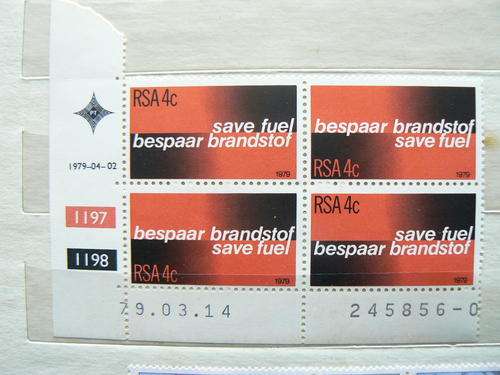 RSA 4c
save fuel
bespaar brandstof
1979
bespaar brandstof
save fuel
RSA 4c
1979
PT
1979-04-02
1197
1198
bespaar brandstof
save fuel
RSA 4c
1979
RSA 4c
save fuel
bespaar brandstof
1979
79.03.14
245856-0